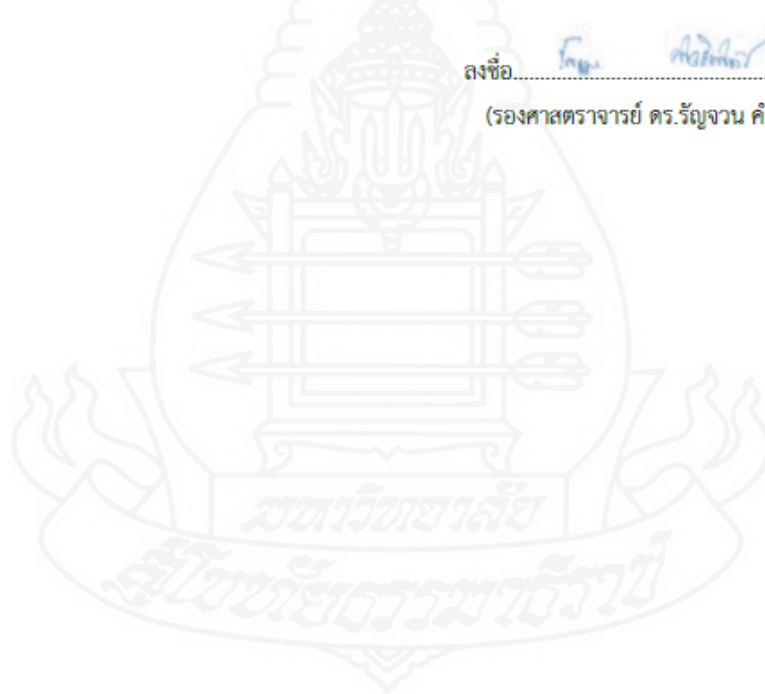 ลงชื่อ............................................
(รองศาสตราจารย์ ดร.รัญจวน คำ
มหาวิทยาลัย
สุโขทัยธรรมาธิราช